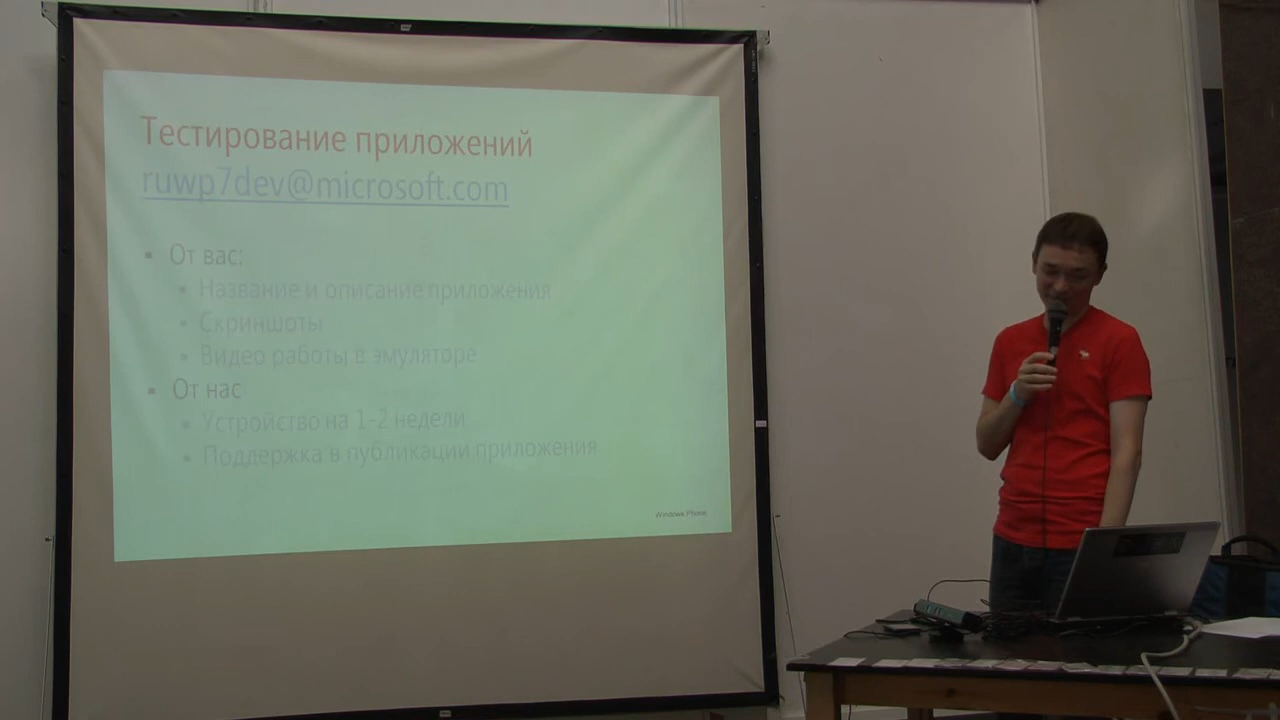 Тестирование приложений
ruwp7dev@microsoft.com
От вас:
Название и описание приложения
Скриншоты
Видео работы в эмуляторе
От нас
Устройство на 1-2 недели
Поддержка в публикации приложения
Windows Phone